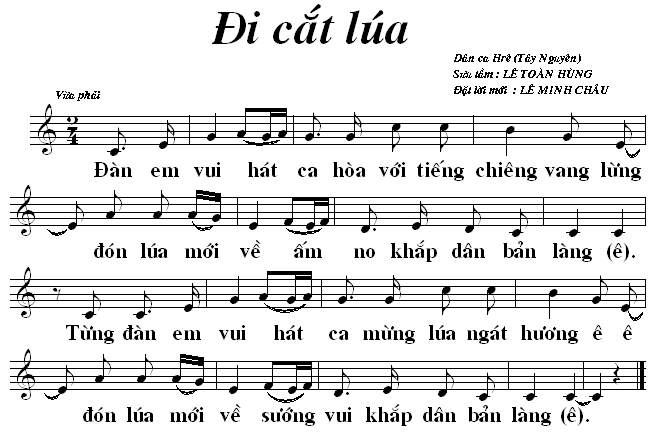 Đi cắt lúa
Dân ca Hrê (Tây Nguyên)
Sưu tầm : LÊ TOÀN HÙNG
Đặt lời mới : LÊ MINH CHÂU
Vừa phải
2
4
Đàn em vui hát ca hòa với tiếng chiêng vang lừng
đón lúa mới về ấm no khắp dân bản làng (ê).
Từng đàn em vui hát ca mừng lúa ngát hương ê ê
đón lúa mới về sướng vui khắp dân bản làng (ê).